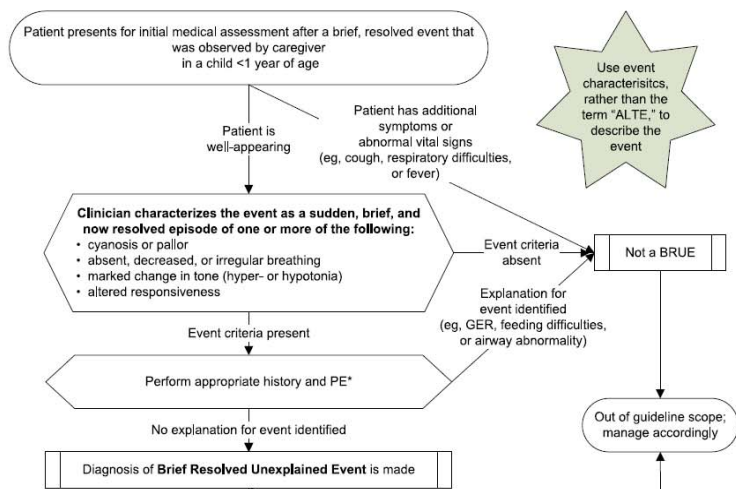 Patient presents for initial medical assessment after a brief, resolved event that
was observed by caregiver
in a child <1 year of age
Use event
characterisitcs,
rather than the
term “ALTE,” to
describe the
event
Patient is
well-appearing
Patient has additional
symptoms or
abnormal vital signs
(eg, cough, respiratory difficulties,
or fever)
Clinician characterizes the event as a sudden, brief, and
now resolved episode of one or more of the following:
• cyanosis or pallor
• absent, decreased, or irregular breathing
• marked change in tone (hyper- or hypotonia)
• altered responsiveness
Event criteria
absent
Not a BRUE
Explanation for
event identified
(eg, GER, feeding difficulties,
or airway abnormality)
Event criteria present
Perform appropriate history and PE*
Out of guideline scope;
manage accordingly
No explanation for event identified
Diagnosis of Brief Resolved Unexplained Event is made